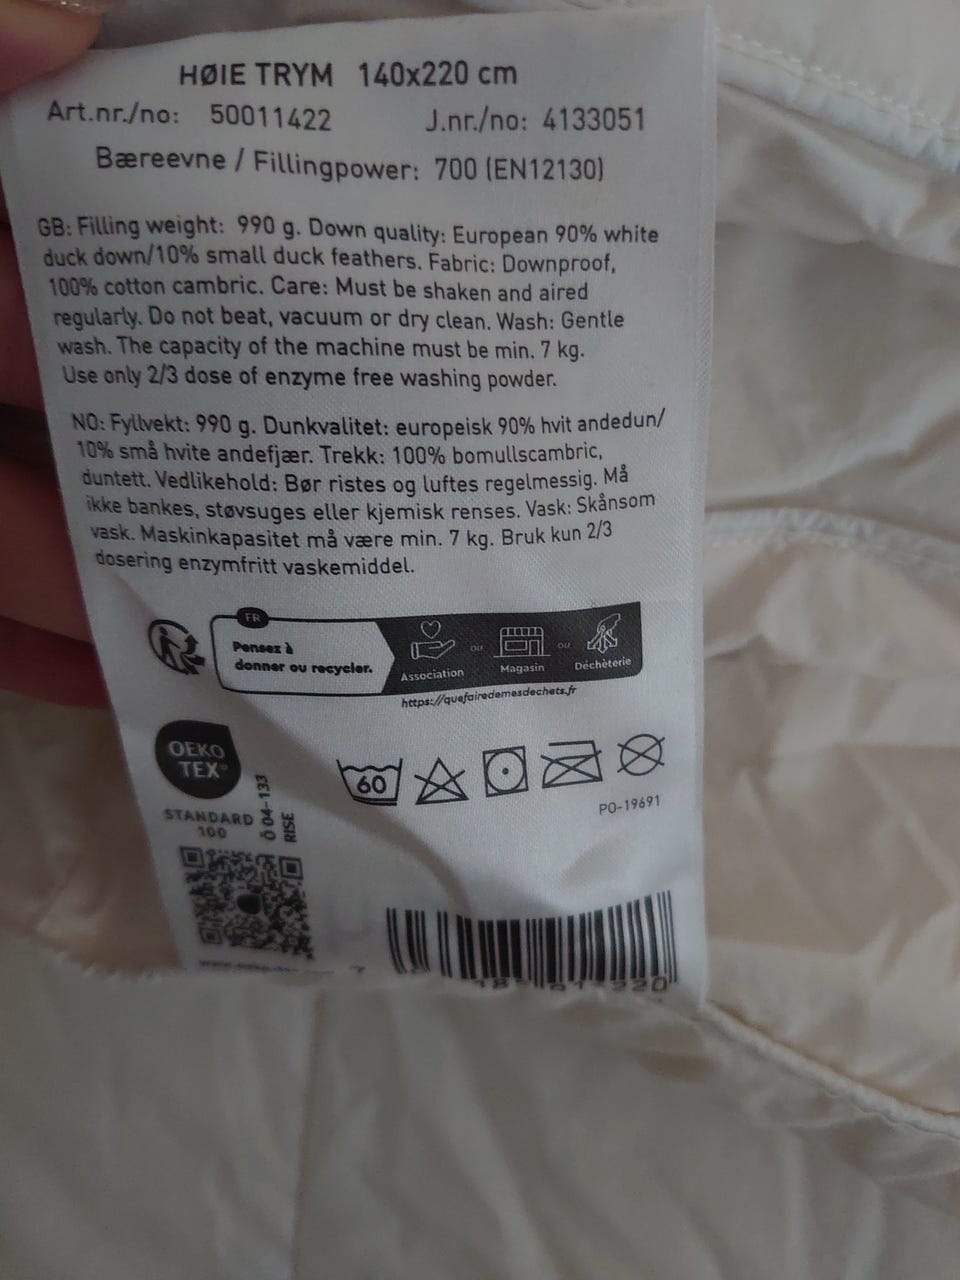 HØIE TRYM 140x220 cm
Art.nr./no: 50011422 J.nr./no: 4133051
Bæreevne / Fillingpower: 700 (EN12130)
GB: Filling weight: 990 g. Down quality: European 90% white
duck down/10% small duck feathers. Fabric: Downproof,
100% cotton cambric. Care: Must be shaken and aired
regularly. Do not beat, vacuum or dry clean. Wash: Gentle
wash. The capacity of the machine must be min. 7 kg.
Use only 2/3 dose of enzyme free washing powder.
NO: Fyllvekt: 990 g. Dunkvalitet: europeisk 90% hvit andedun/
10% små hvite andefjær. Trekk: 100% bomullscambric,
duntett. Vedlikehold: Bør ristes og luftes regelmessig. Må
ikke bankes, støvsuges eller kjemisk renses. Vask: Skånsom
vask. Maskinkapasitet må være min. 7 kg. Bruk kun 2/3
dosering enzymfritt vaskemiddel.
FR
Pensez à
donner ou recycler.
Association ou Magasin ou Déchèterie
https://quefairedemesdechets.fr
60
OEKO
TEX®
STANDARD
100
Ö 04-133
RISE
PO-19691
7